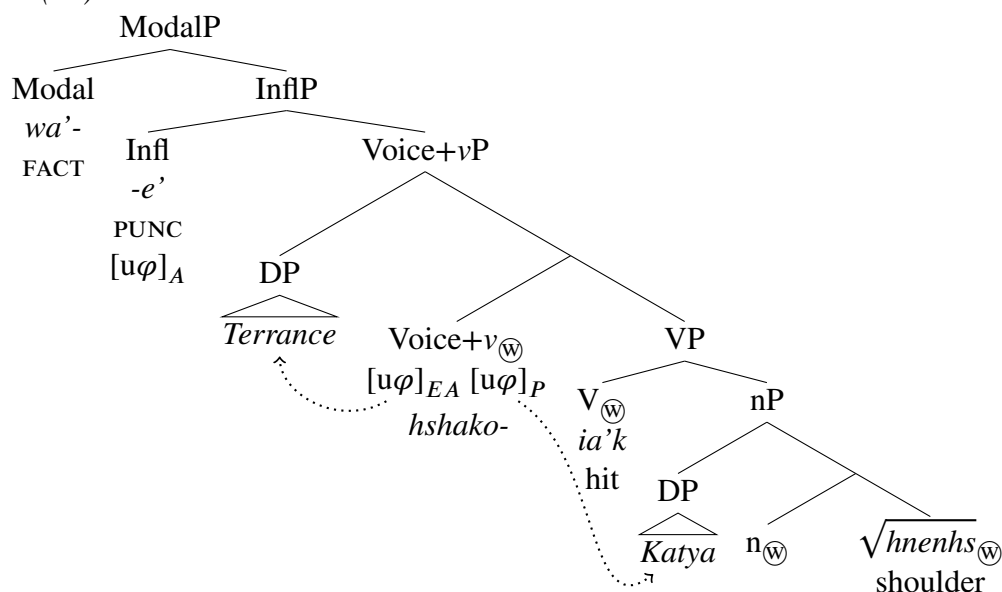 ModalP
Modal InflP
wa’-
FACT
Infl Voice+vP
-e’
PUNC
[uφ]A
DP
Terrance
Voice+vⓌ VP
[uφ]EA [uφ]P
hshako-
VⓌ nP
ia’k
hit
DP
Katya nⓌ √hnenhsⓌ
shoulder